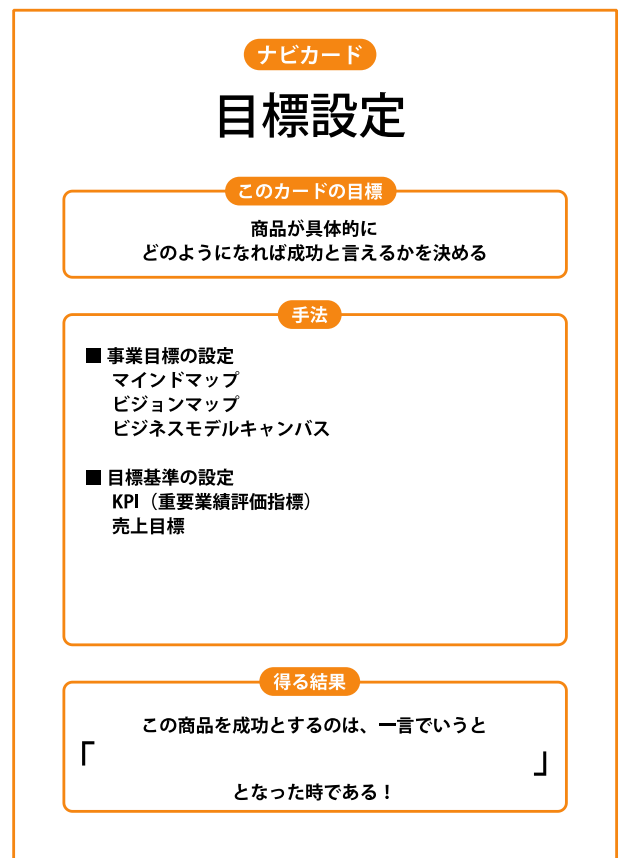 ナビカード
目標設定
このカードの目標
商品が具体的に
どのようになれば成功と言えるかを決める
手法
■ 事業目標の設定
マインドマップ
ビジョンマップ
ビジネスモデルキャンバス
■ 目標基準の設定
KPI（重要業績評価指標）
売上目標
得る結果
この商品を成功とするのは、一言でいうと
「
」
となった時である！